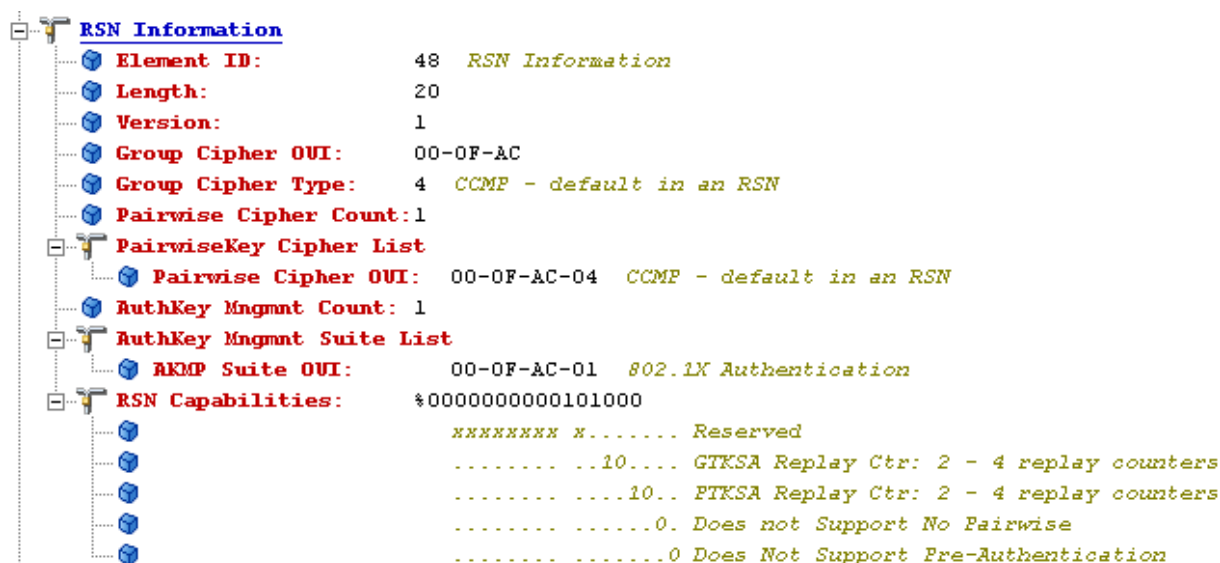 RSN Information
Element ID: 48 RSN Information
Length: 20
Version: 1
Group Cipher OUI: 00-0F-AC
Group Cipher Type: 4 CCMP - default in an RSN
Pairwise Cipher Count:1
PairwiseKey Cipher List
Pairwise Cipher OUI: 00-0F-AC-04 CCMP - default in an RSN
AuthKey Mngmnt Count: 1
AuthKey Mngmnt Suite List
AKMP Suite OUI: 00-0F-AC-01 802.1X Authentication
RSN Capabilities: %0000000000101000
xxxxxxxx x....... Reserved
........ ..10.... GTKSA Replay Ctr: 2 - 4 replay counters
........ ....10.. PTKSA Replay Ctr: 2 - 4 replay counters
........ ......0. Does not Support No Pairwise
........ .......0 Does Not Support Pre-Authentication